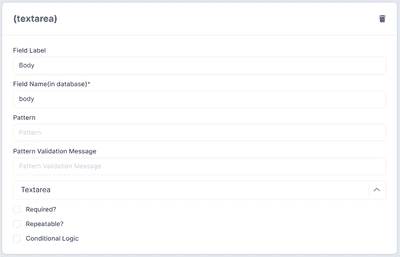 (textarea)
Field Label
Body
Field Name(in database)*
body
Pattern
Pattern
Pattern Validation Message
Pattern Validation Message
Textarea
Required?
Repeatable?
Conditional Logic